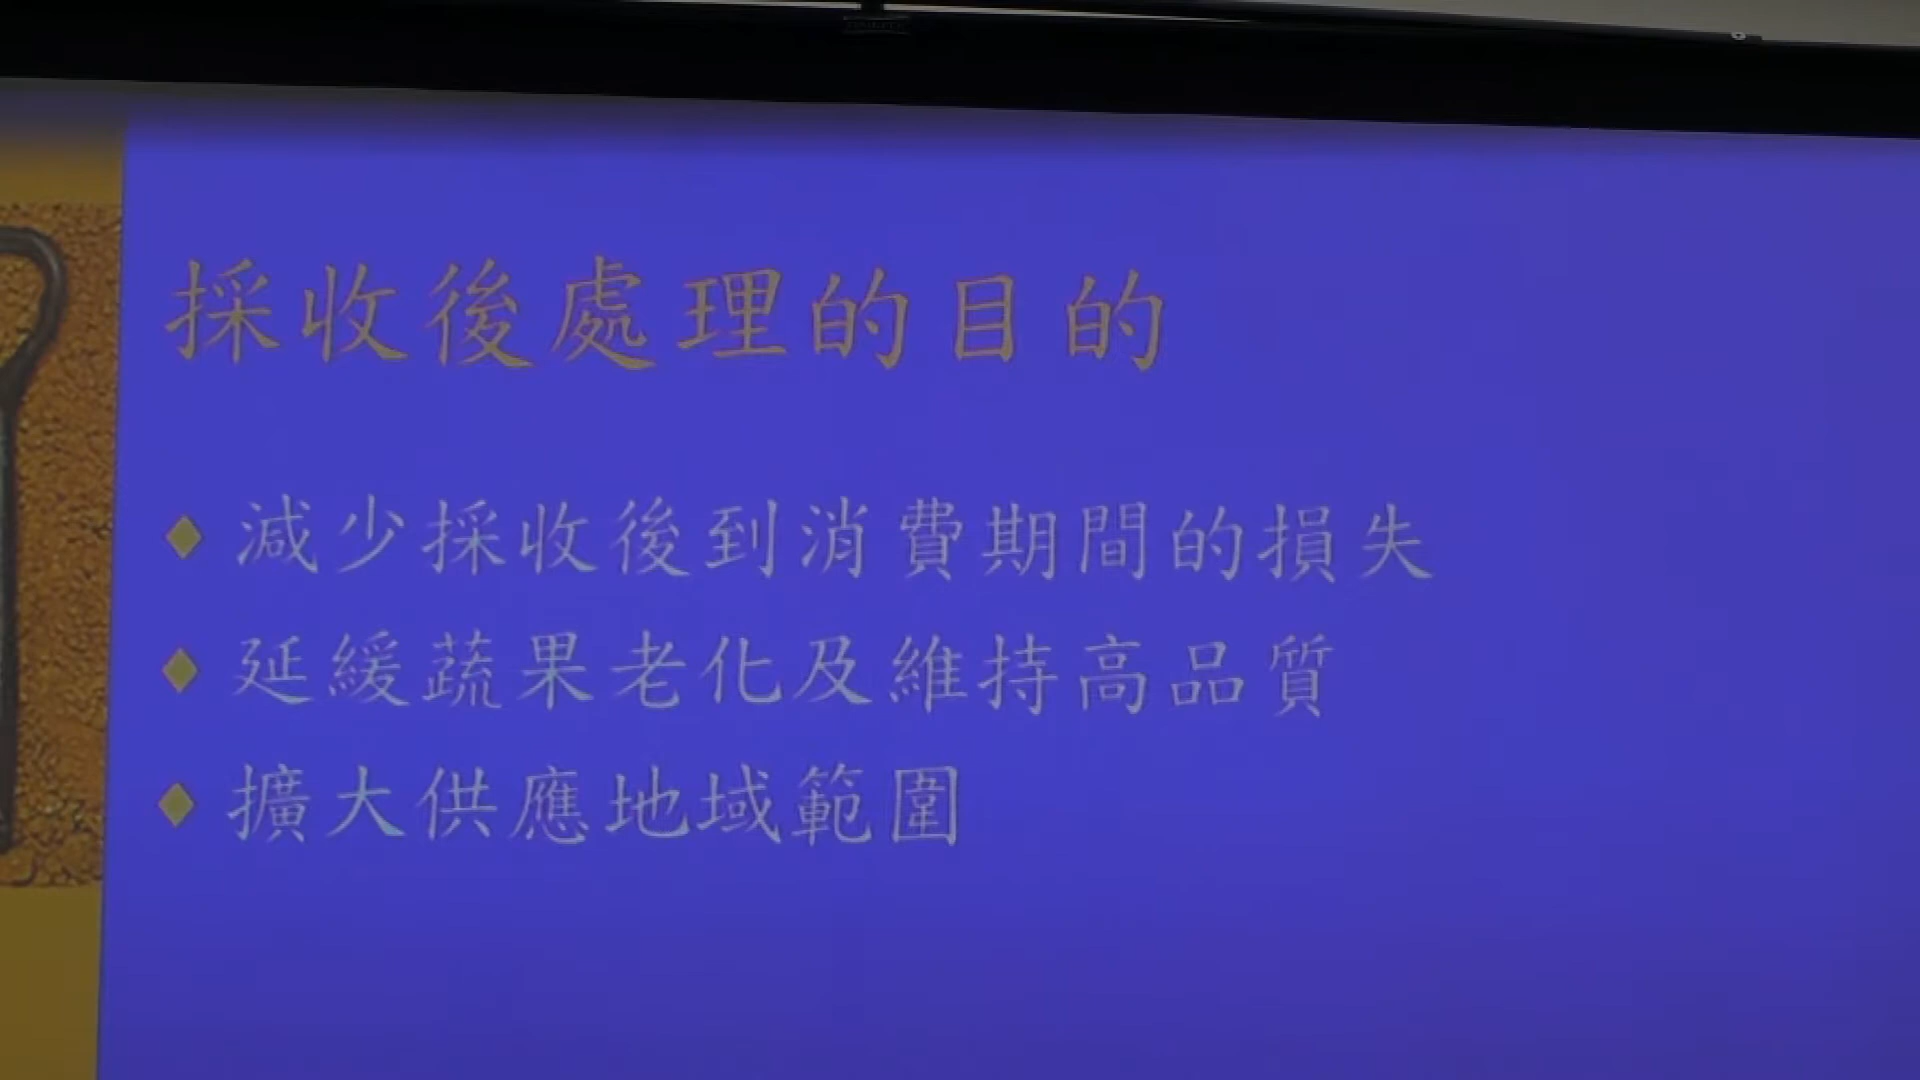 採收後處理的目的
減少採收後到消費期間的損失
延緩蔬果老化及維持高品質
擴大供應地域範圍